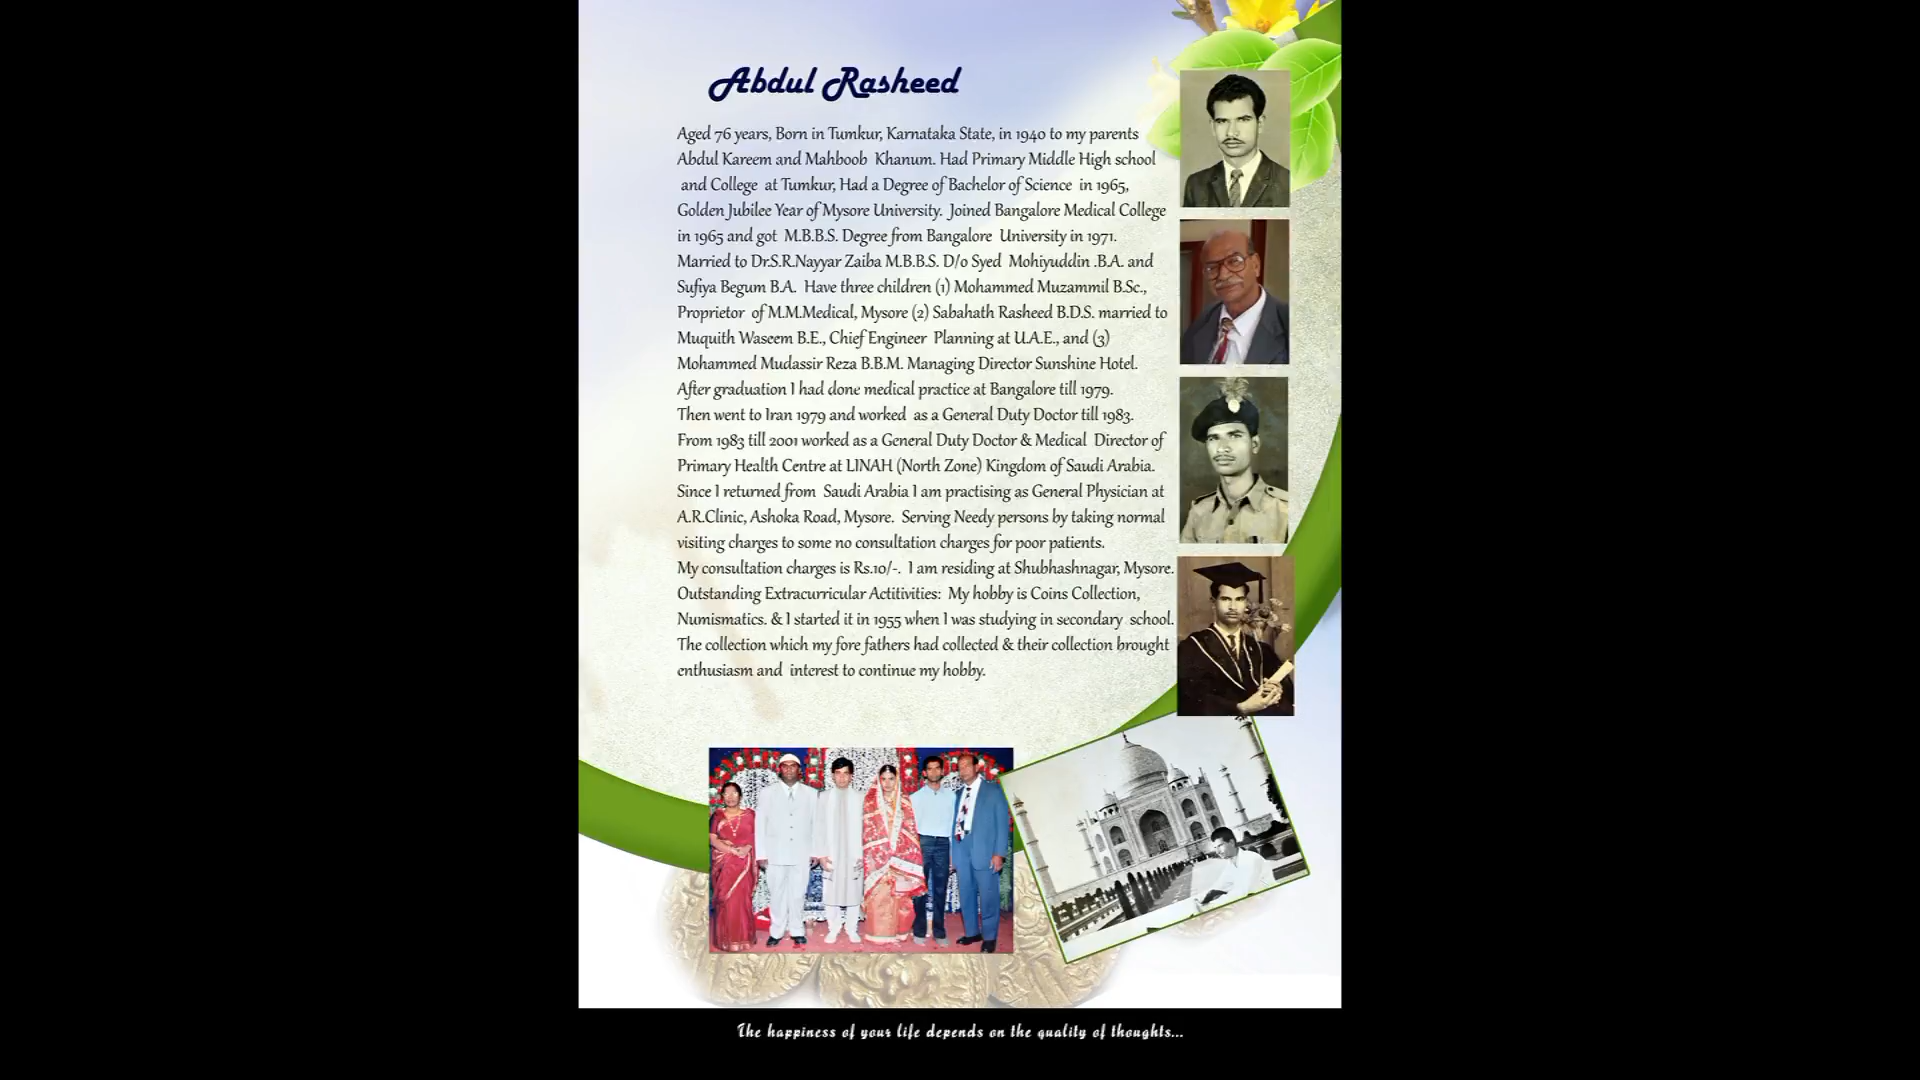 Abdul Rasheed
Aged 76 years, Born in Tumkur, Karnataka State, in 1940 to my parents
Abdul Kareem and Mahboob Khanum. Had Primary Middle High school
and College at Tumkur, Had a Degree of Bachelor of Science in 1965,
Golden Jubilee Year of Mysore University. Joined Bangalore Medical College
in 1965 and got M.B.B.S. Degree from Bangalore University in 1971.
Married to Dr.S.R.Nayyar Zaiba M.B.B.S. D/o Syed Mohiyuddin .B.A. and
Sufiya Begum B.A. Have three children (1) Mohammed Muzammil B.Sc.,
Proprietor of M.M.Medical, Mysore (2) Sabahath Rasheed B.D.S. married to
Muquith Waseem B.E., Chief Engineer Planning at U.A.E., and (3)
Mohammed Mudassir Reza B.B.M. Managing Director Sunshine Hotel.
After graduation I had done medical practice at Bangalore till 1979.
Then went to Iran 1979 and worked as a General Duty Doctor till 1983.
From 1983 till 2001 worked as a General Duty Doctor & Medical Director of
Primary Health Centre at LINAH (North Zone) Kingdom of Saudi Arabia.
Since I returned from Saudi Arabia I am practising as General Physician at
A.R.Clinic, Ashoka Road, Mysore. Serving Needy persons by taking normal
visiting charges to some no consultation charges for poor patients.
My consultation charges is Rs.10/-. I am residing at Shubhashnagar, Mysore.
Outstanding Extracurricular Actitivities: My hobby is Coins Collection,
Numismatics. & I started it in 1955 when I was studying in secondary school.
The collection which my fore fathers had collected & their collection brought
enthusiasm and interest to continue my hobby.
The happiness of your life depends on the quality of thoughts...